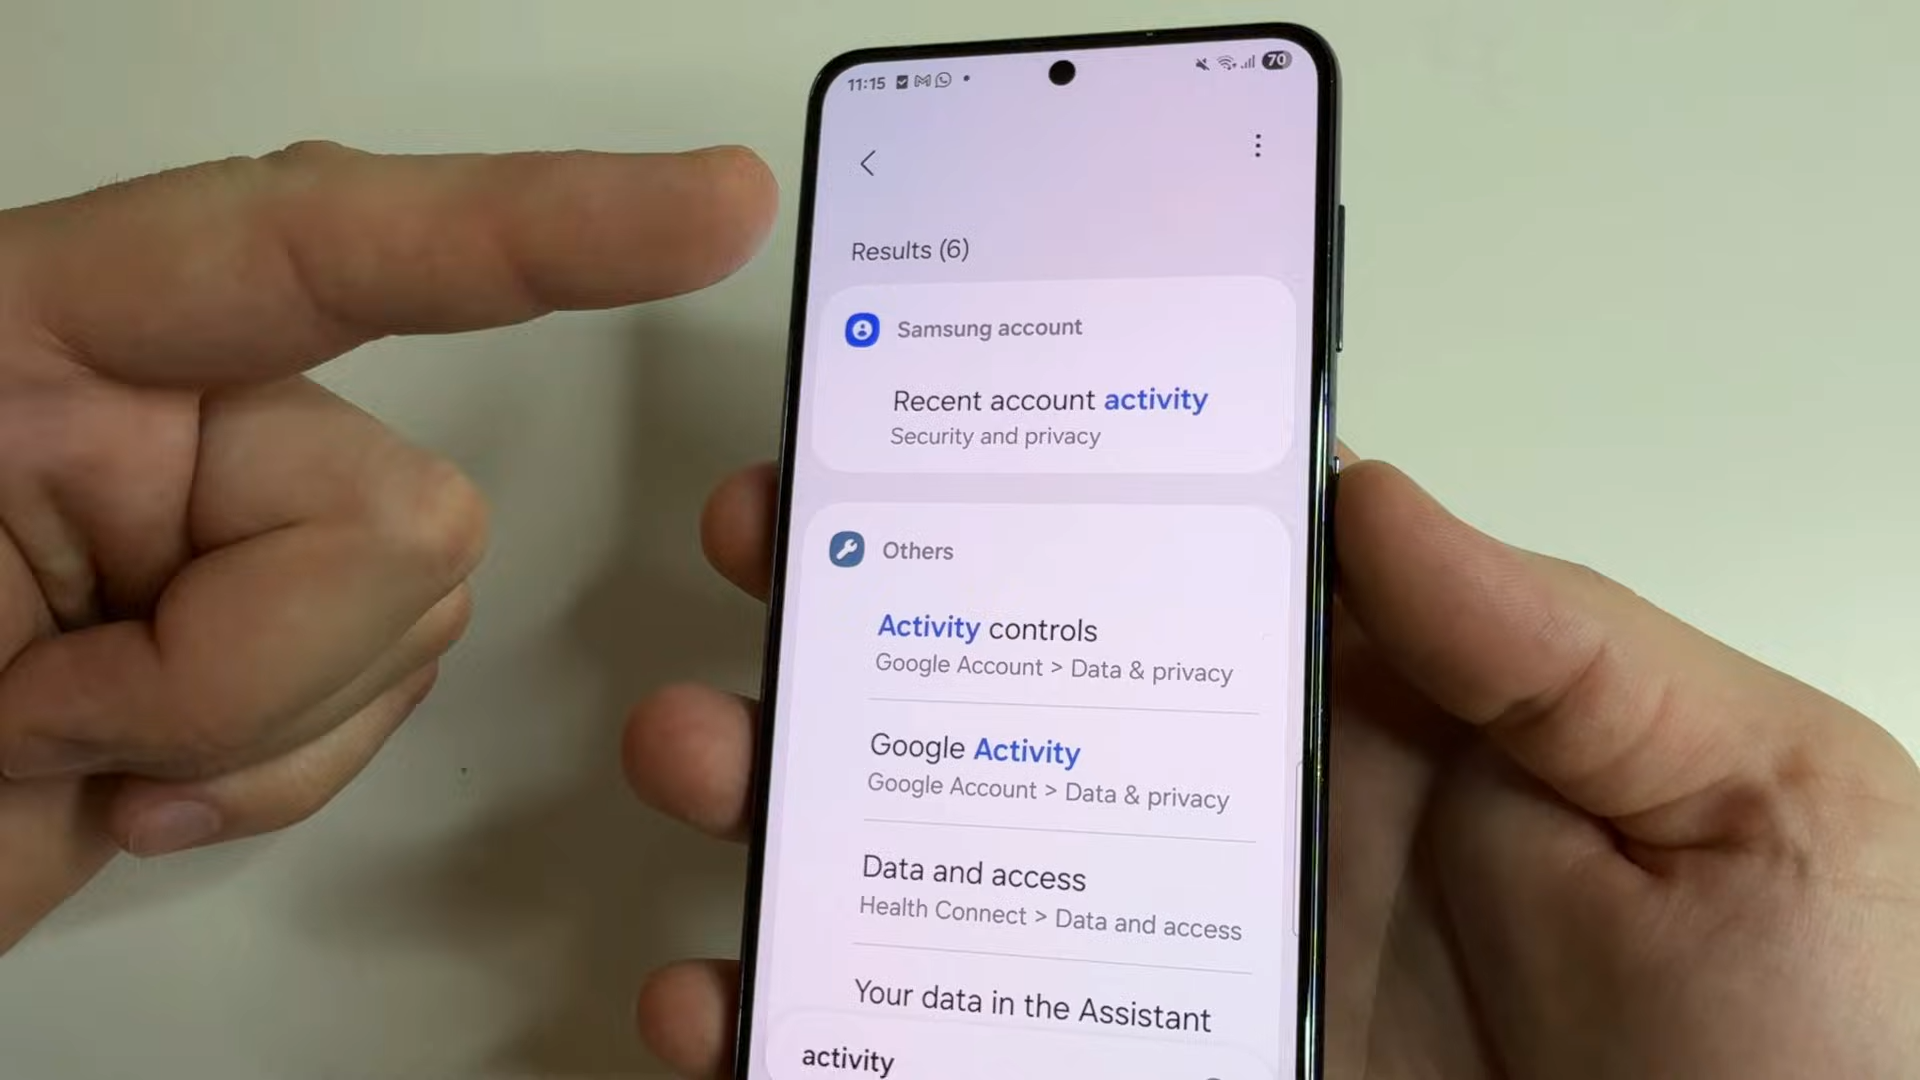 11:15
70
Results (6)
Samsung account
Recent account activity
Security and privacy
Others
Activity controls
Google Account > Data & privacy
Google Activity
Google Account > Data & privacy
Data and access
Health Connect > Data and access
Your data in the Assistant
activity